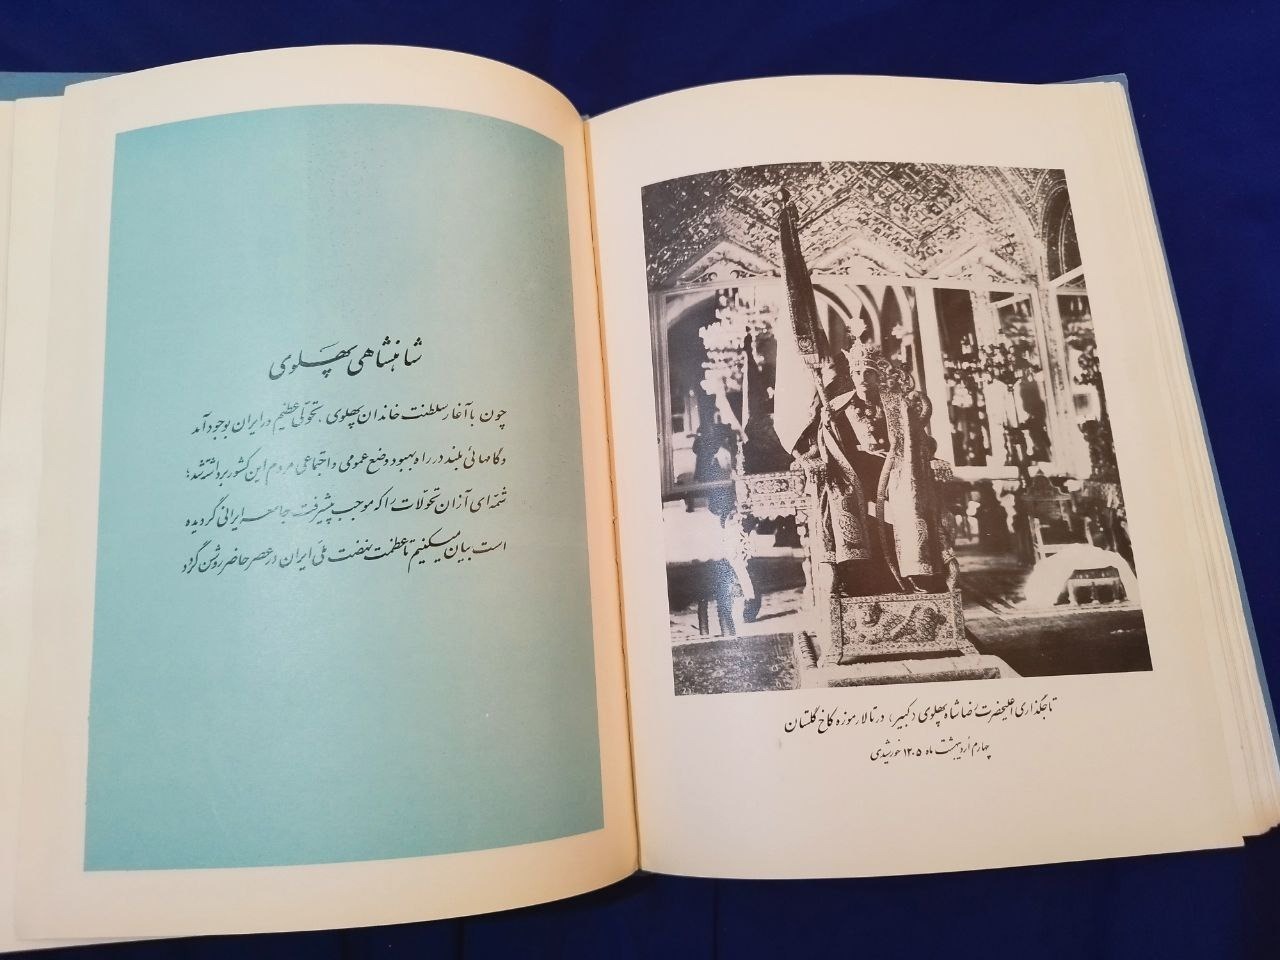 شاهنشاهی پهلوی
چون با آغاز سلطنت خاندان پهلوی، تحولی عظیم در ایران بوجود آمد
و گامهائی بلند در راه بهبود وضع عمومی و اجتماعی مردم این کشور برداشته شد؛
شمه‌ای از آن تحولات را که موجب پیشرفت جامعه ایرانی گردیده
است بیان میکنیم تا عظمت نهضت ملی ایران در عصر حاضر روشن گردد
تاجگذاری اعلیحضرت رضا شاه پهلوی «کبیر»، در تالار موزه کاخ گلستان
چهارم اردیبهشت ماه ۱۳۰۵ خورشیدی